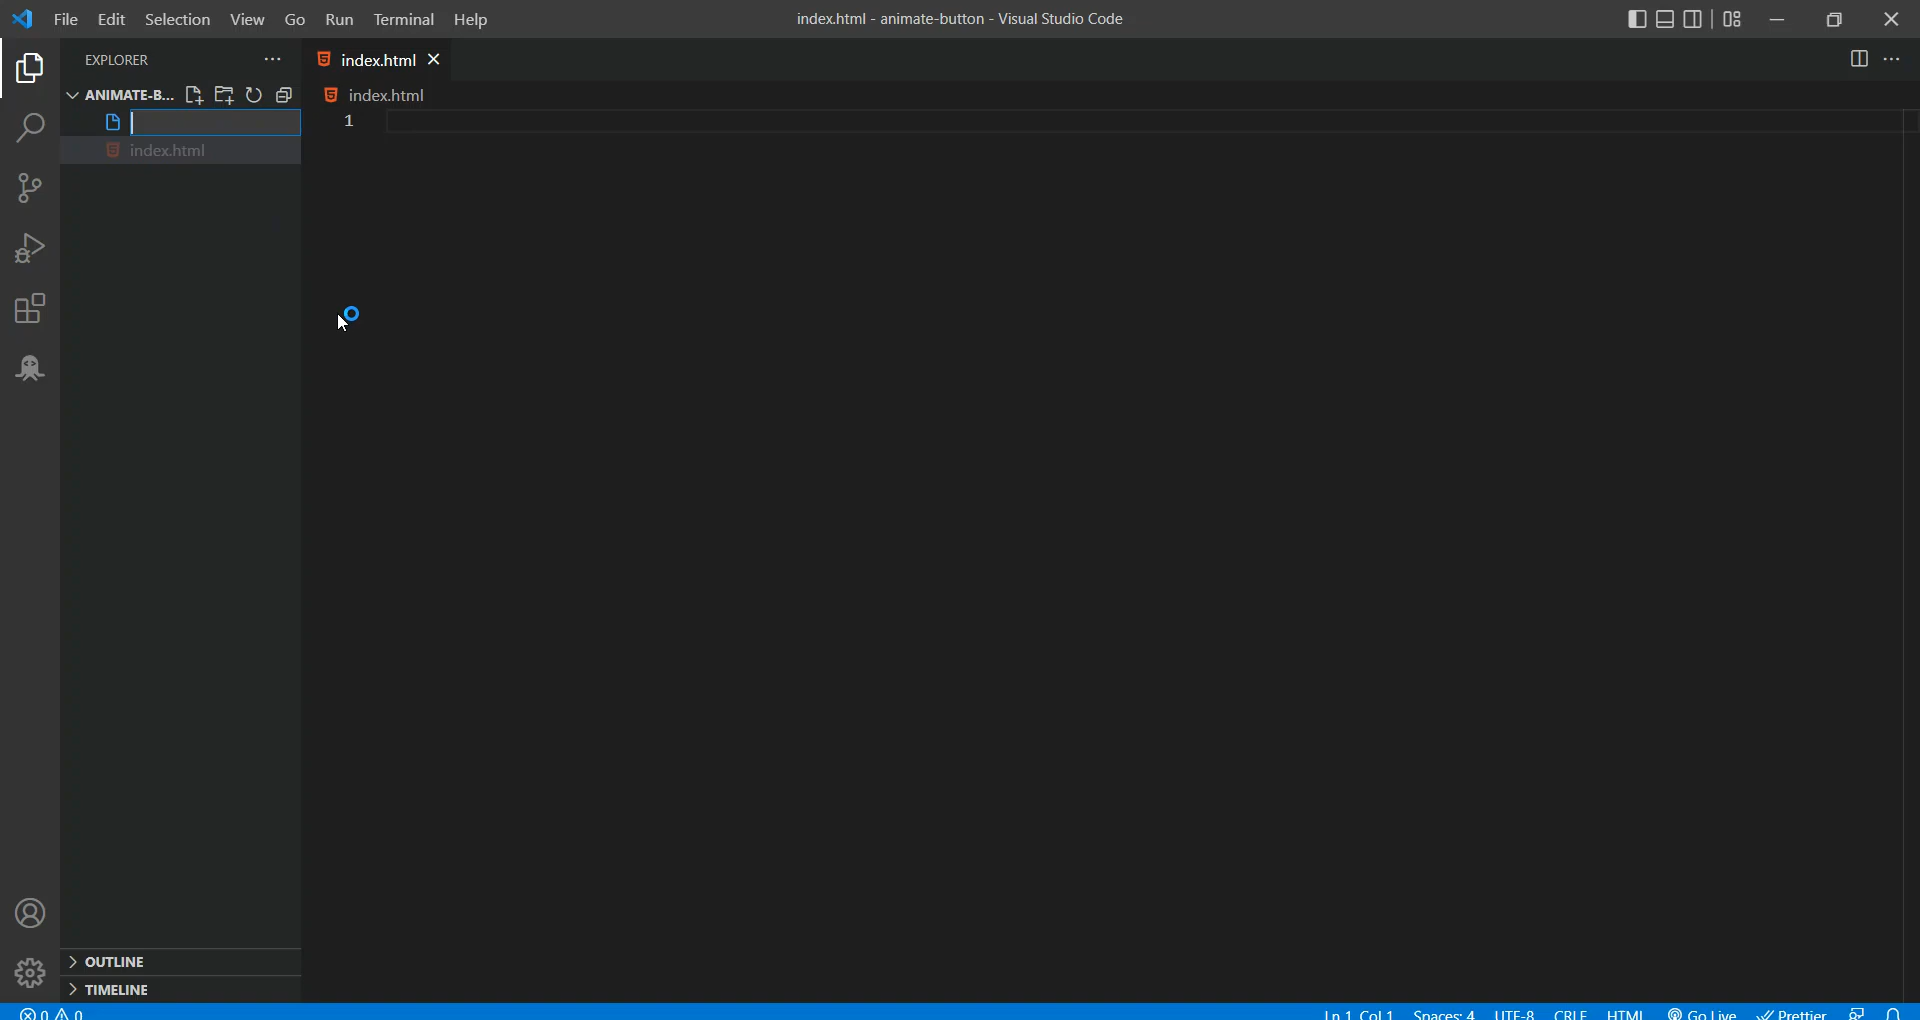 File Edit Selection View Go Run Terminal Help
index.html - animate-button - Visual Studio Code
EXPLORER
index.html
ANIMATE-B...
index.html
1
index.html
OUTLINE
TIMELINE
0 0
Ln 1, Col 1 Spaces: 4 UTF-8 CRLF HTML Go Live Prettier